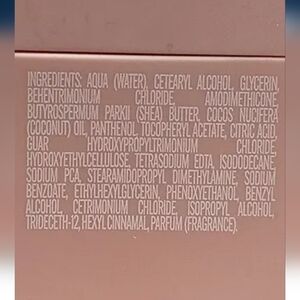 INGREDIENTS: AQUA (WATER), CETEARYL ALCOHOL, GLYCERIN,
BEHENTRIMONIUM CHLORIDE, AMODIMETHICONE,
BUTYROSPERMUM PARKII (SHEA) BUTTER, COCOS NUCIFERA
(COCONUT) OIL, PANTHENOL, TOCOPHERYL ACETATE, CITRIC ACID,
GUAR HYDROXYPROPYLTRIMONIUM CHLORIDE,
HYDROXYETHYLCELLULOSE, TETRASODIUM EDTA, ISODODECANE,
SODIUM PCA, STEARAMIDOPROPYL DIMETHYLAMINE, SODIUM
BENZOATE, ETHYLHEXYLGLYCERIN, PHENOXYETHANOL, BENZYL
ALCOHOL, CETRIMONIUM CHLORIDE, ISOPROPYL ALCOHOL,
TRIDECETH-12, HEXYL CINNAMAL, PARFUM (FRAGRANCE).